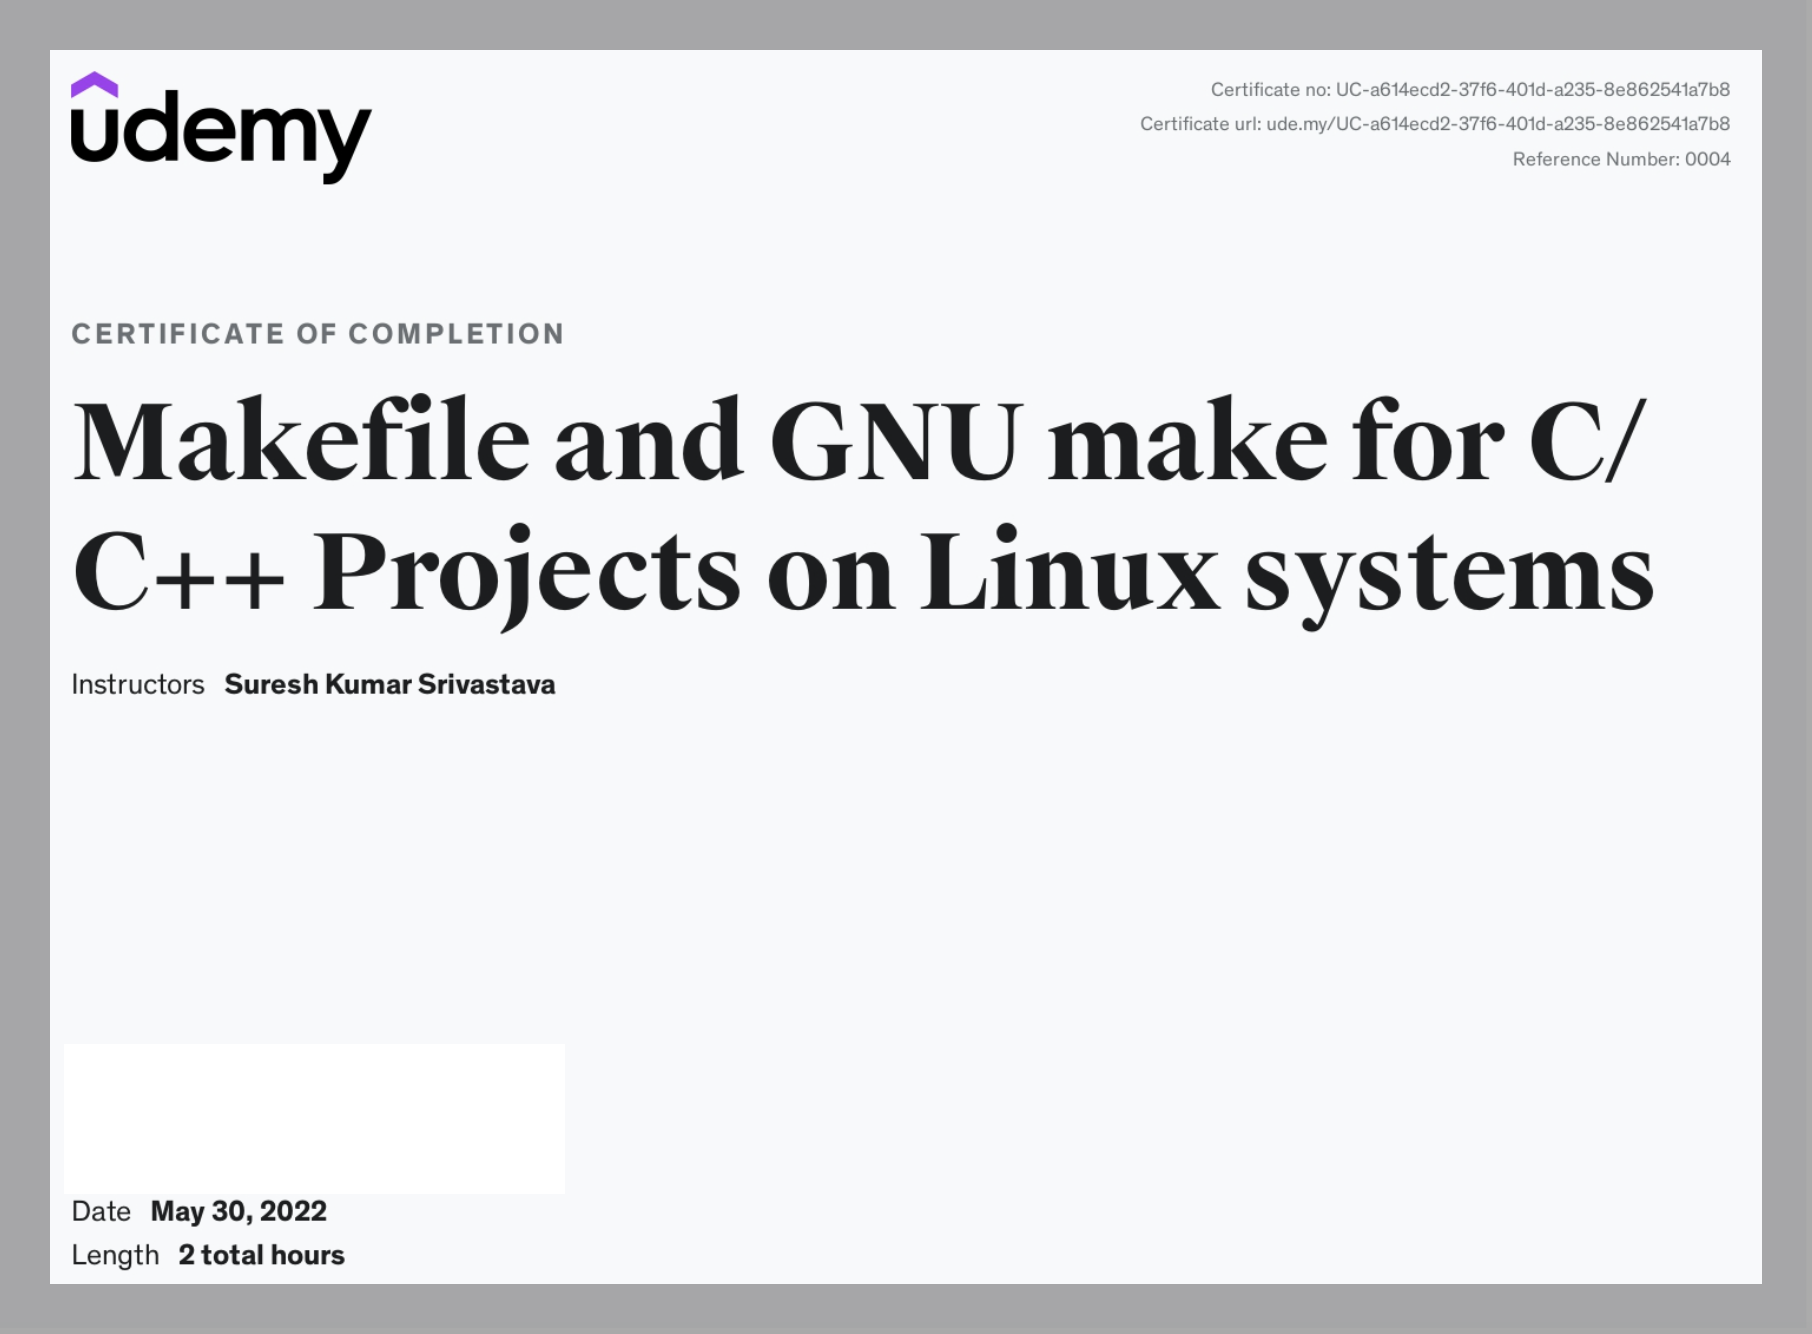 udemy
Certificate no: UC-a614ecd2-37f6-401d-a235-8e862541a7b8
Certificate url: ude.my/UC-a614ecd2-37f6-401d-a235-8e862541a7b8
Reference Number: 0004
CERTIFICATE OF COMPLETION
Makefile and GNU make for C/
C++ Projects on Linux systems
Instructors Suresh Kumar Srivastava
Date May 30, 2022
Length 2 total hours